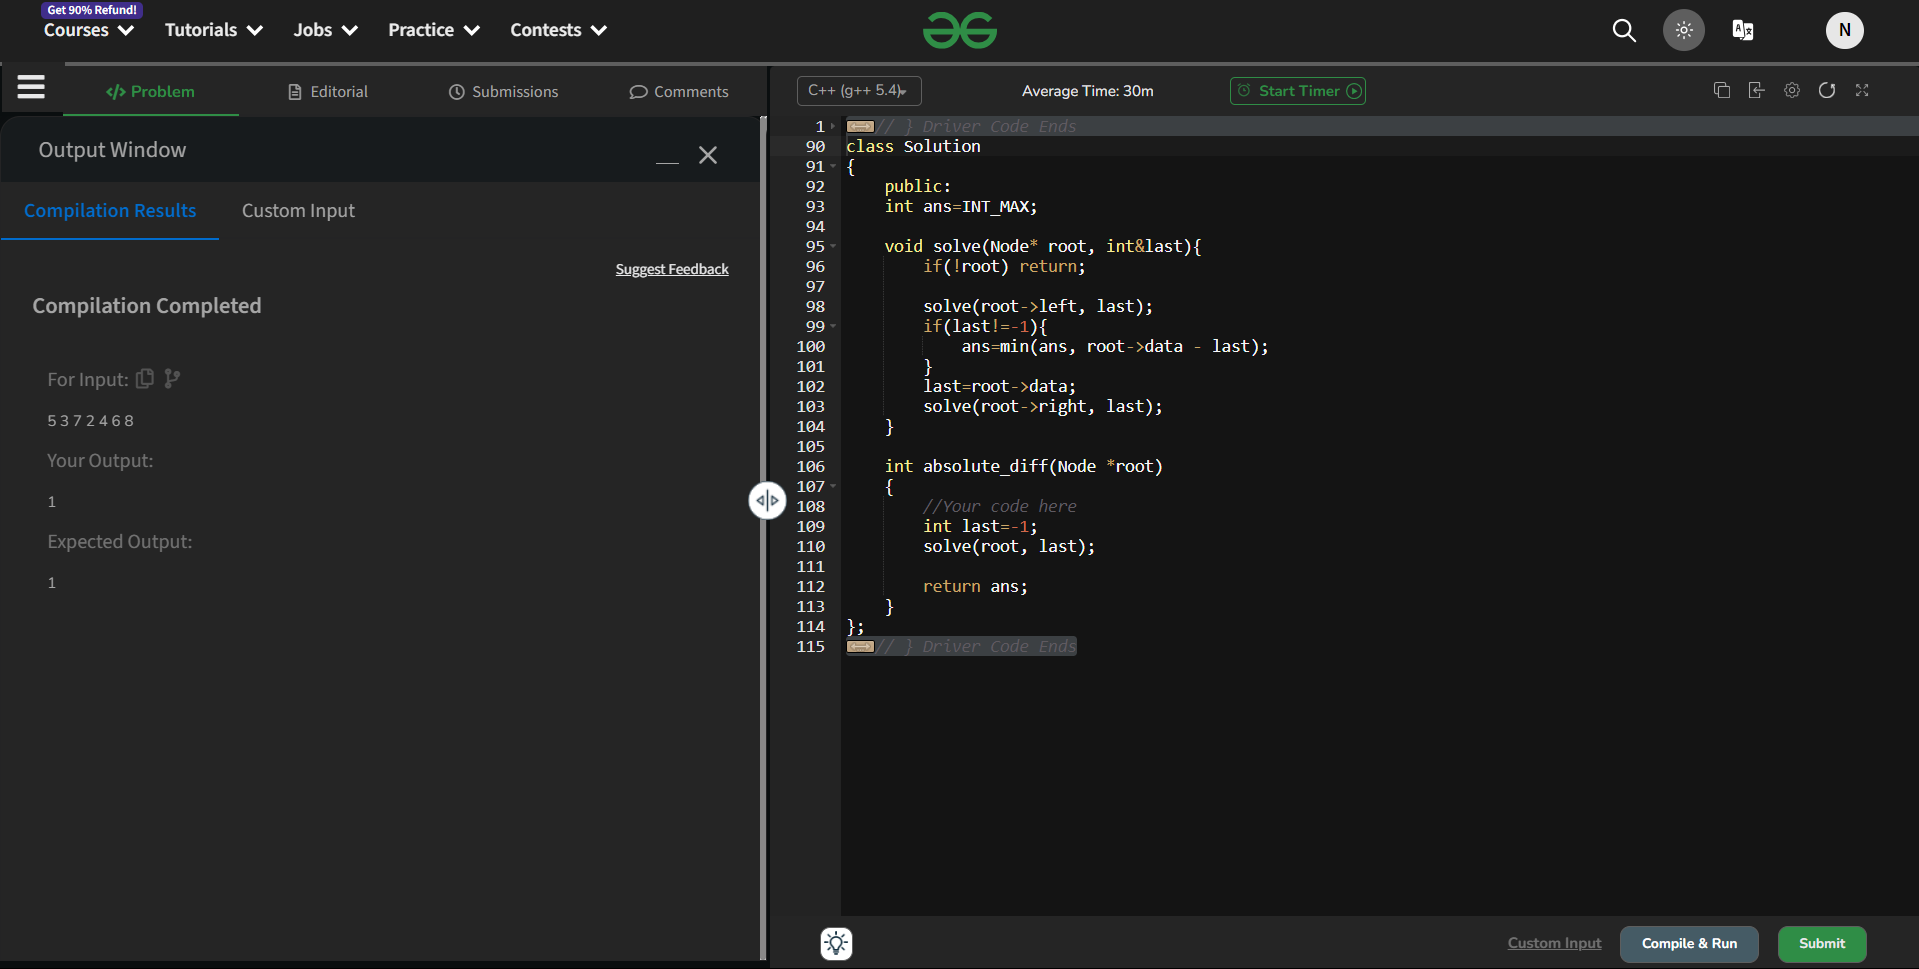 Get 90% Refund!
Courses Tutorials Jobs Practice Contests
N
Problem Editorial Submissions Comments
Output Window
Compilation Results Custom Input
Suggest Feedback
Compilation Completed
For Input:
5 3 7 2 4 6 8
Your Output:
1
Expected Output:
1
C++ (g++ 5.4) Average Time: 30m Start Timer
1 // } Driver Code Ends
90 class Solution
91 {
92     public:
93     int ans=INT_MAX;
94
95     void solve(Node* root, int&last){
96         if(!root) return;
97
98         solve(root->left, last);
99         if(last!=-1){
100             ans=min(ans, root->data - last);
101         }
102         last=root->data;
103         solve(root->right, last);
104     }
105
106     int absolute_diff(Node *root)
107     {
108         //Your code here
109         int last=-1;
110         solve(root, last);
111
112         return ans;
113     }
114 };
115 // } Driver Code Ends
Custom Input Compile & Run Submit